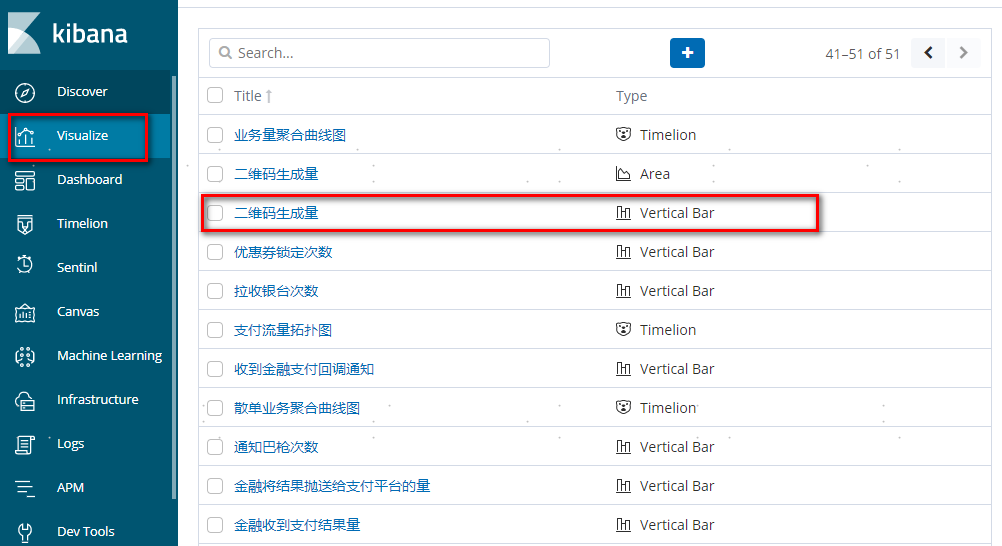 kibana
Discover
Visualize
Dashboard
Timelion
Sentinl
Canvas
Machine Learning
Infrastructure
Logs
APM
Dev Tools
Search...
41–51 of 51
Title Type
业务量聚合曲线图 Timelion
二维码生成量 Area
二维码生成量 Vertical Bar
优惠券锁定次数 Vertical Bar
拉收银台次数 Vertical Bar
支付流量拓扑图 Timelion
收到金融支付回调通知 Vertical Bar
散单业务聚合曲线图 Timelion
通知巴枪次数 Vertical Bar
金融将结果抛送给支付平台的量 Vertical Bar
金融收到支付结果量 Vertical Bar